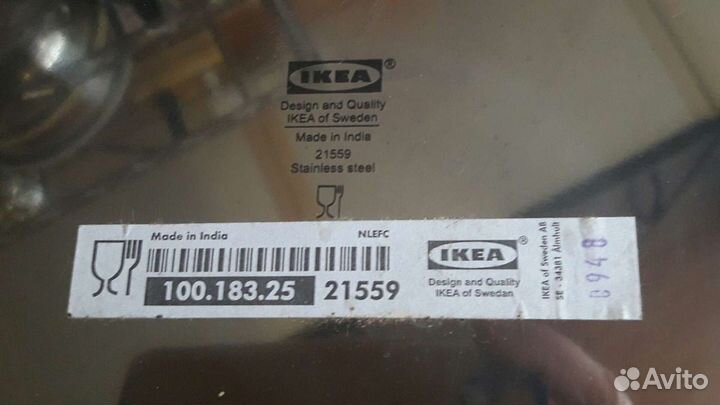 IKEA®
Design and Quality
IKEA of Sweden
Made in India
21559
Stainless steel
Made in India
NLEFC
100.183.25
21559
IKEA®
Design and Quality
IKEA of Swedan
IKEA of Sweden AB
SE - 34381 Älmhult
0948
Avito